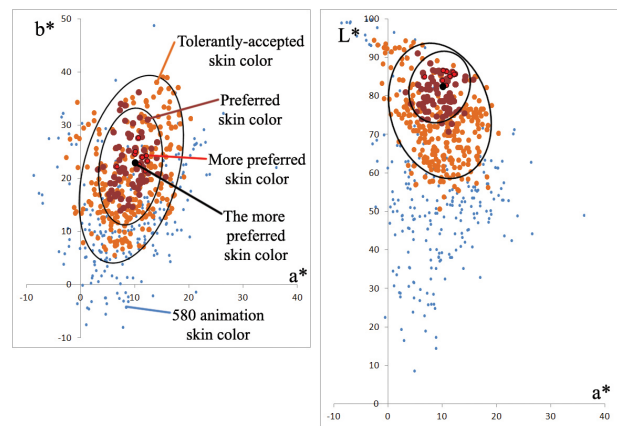 b*
50
40
30
20
10
0
-10
-10
0
10
20
30
40
a*
Tolerantly-accepted
skin color
Preferred
skin color
More preferred
skin color
The more
preferred
skin color
580 animation
skin color
L*
100
90
80
70
60
50
40
30
20
10
0
-10
0
10
20
30
40
a*